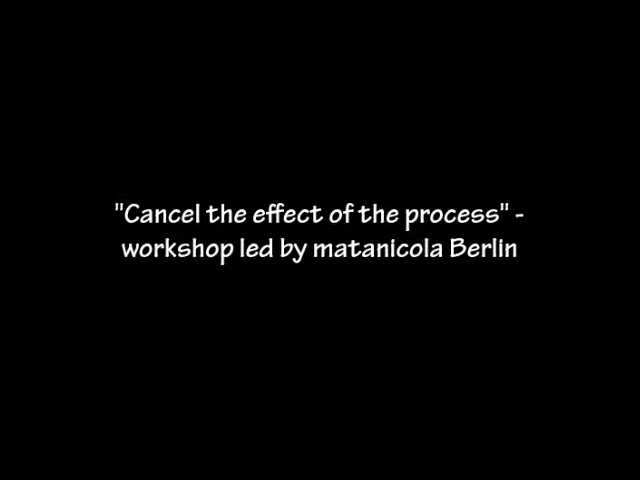 "Cancel the effect of the process" -
workshop led by matanicola Berlin